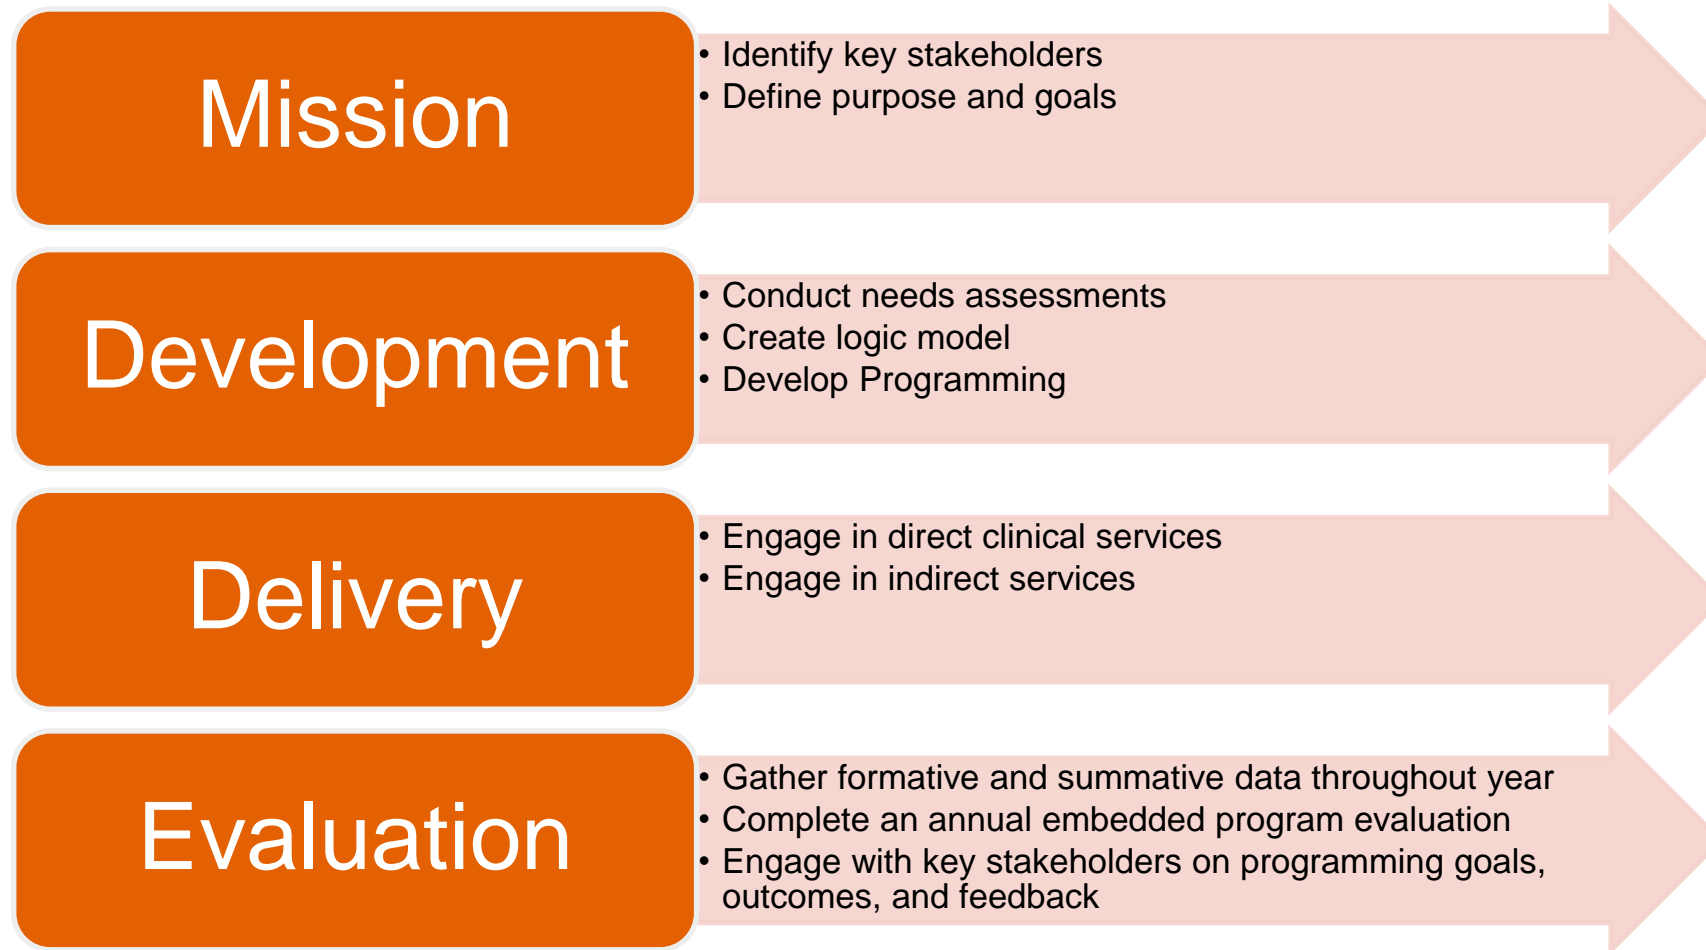 Mission
• Identify key stakeholders
• Define purpose and goals
Development
• Conduct needs assessments
• Create logic model
• Develop Programming
Delivery
• Engage in direct clinical services
• Engage in indirect services
Evaluation
• Gather formative and summative data throughout year
• Complete an annual embedded program evaluation
• Engage with key stakeholders on programming goals,
outcomes, and feedback